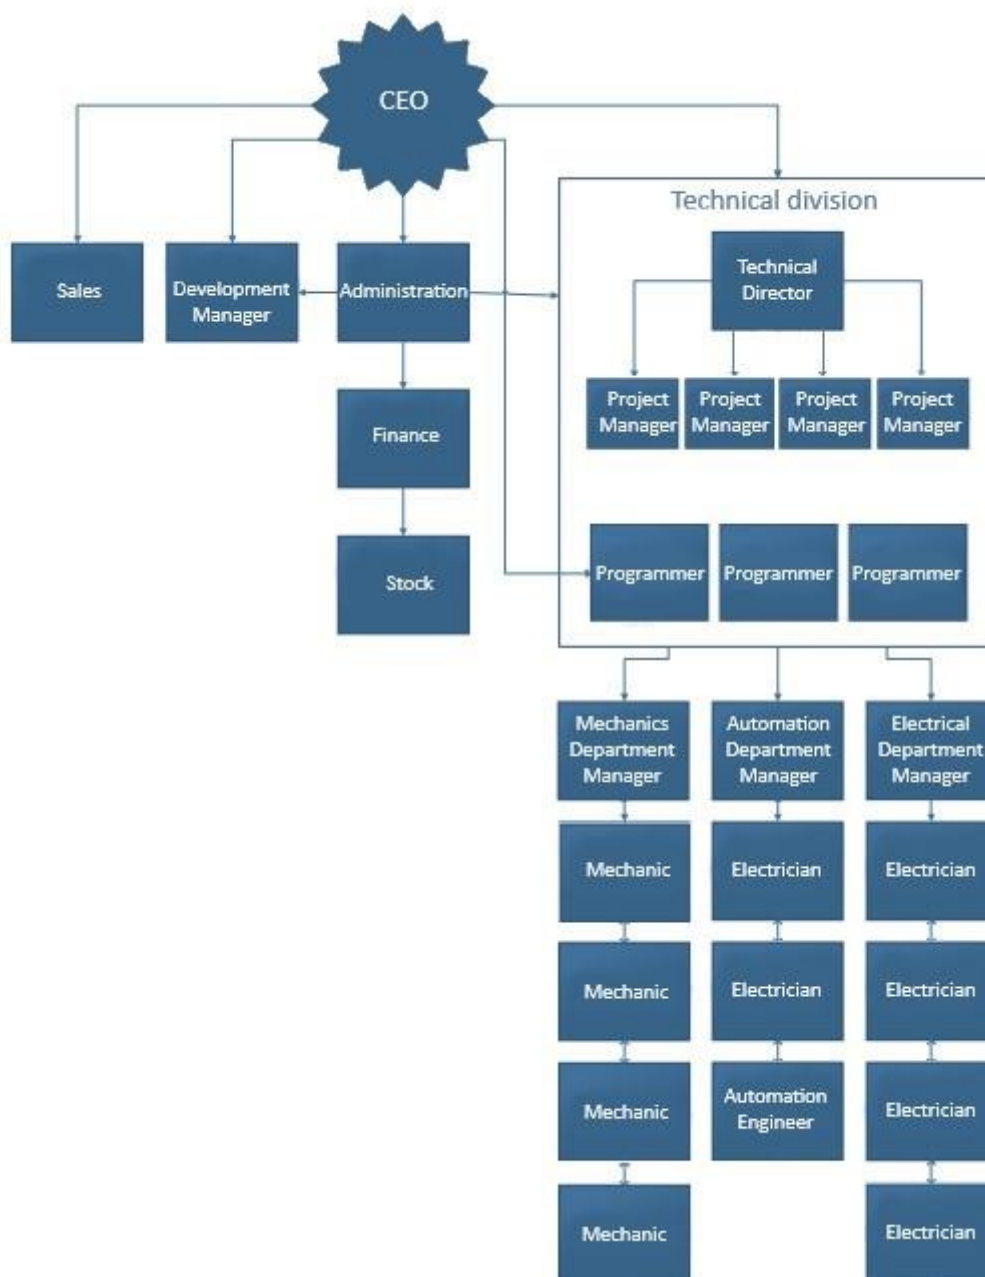 CEO
Technical division
Sales
Development
Manager
Administration
Technical
Director
Project
Manager
Project
Manager
Project
Manager
Project
Manager
Finance
Stock
Programmer
Programmer
Programmer
Mechanics
Department
Manager
Automation
Department
Manager
Electrical
Department
Manager
Mechanic
Electrician
Electrician
Mechanic
Electrician
Electrician
Mechanic
Automation
Engineer
Electrician
Mechanic
Electrician